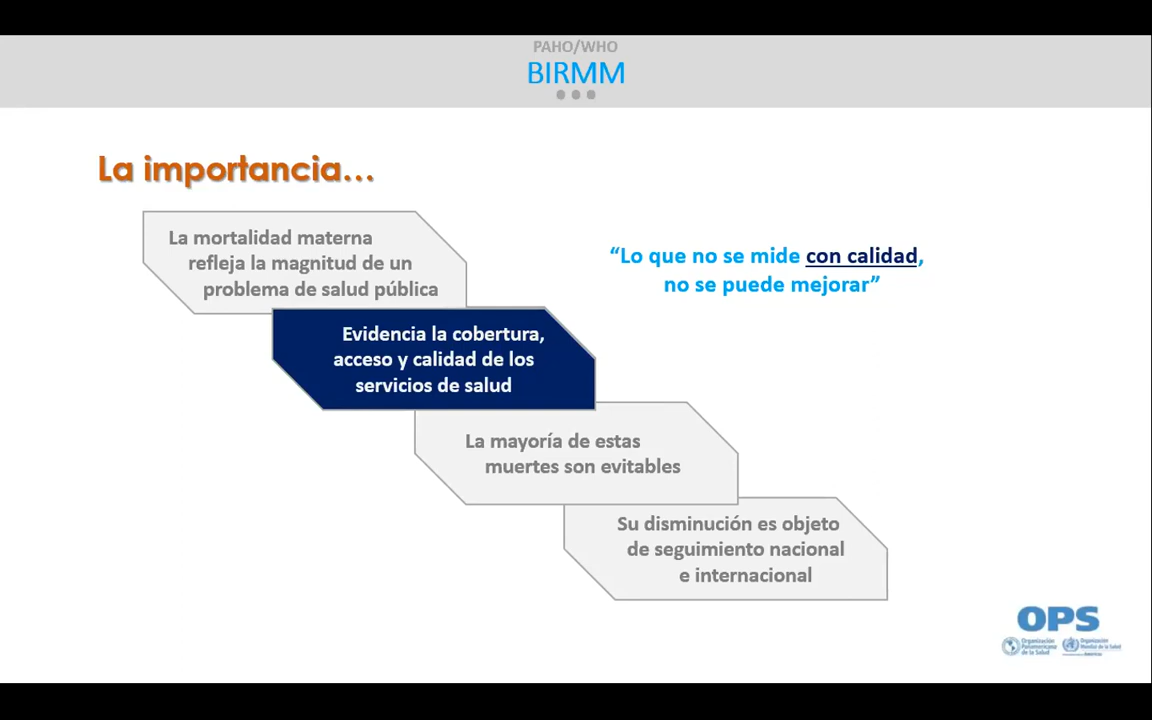 PAHO/WHO
BIRMM
La importancia...
La mortalidad materna
refleja la magnitud de un
problema de salud pública
“Lo que no se mide con calidad,
no se puede mejorar”
Evidencia la cobertura,
acceso y calidad de los
servicios de salud
La mayoría de estas
muertes son evitables
Su disminución es objeto
de seguimiento nacional
e internacional
OPS
Organización
Panamericana
de la Salud
Organización
Mundial de la Salud